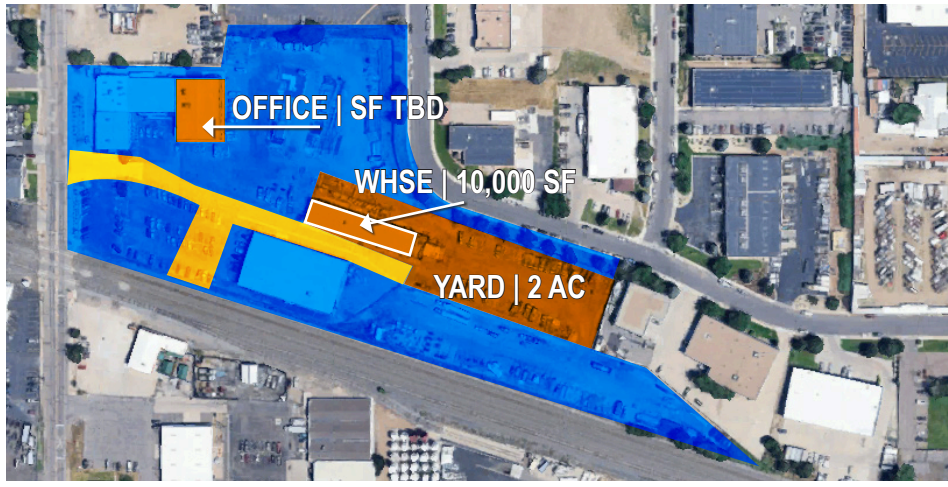 OFFICE | SF TBD
WHSE | 10,000 SF
YARD | 2 AC